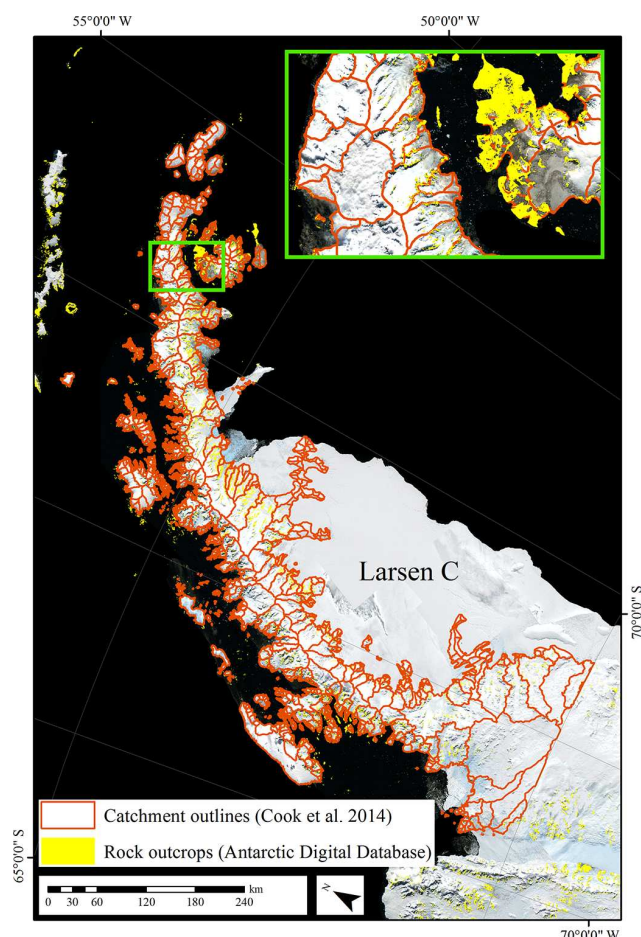 55°0'0" W
50°0'0" W
Larsen C
70°0'0" S
Catchment outlines (Cook et al. 2014)
Rock outcrops (Antarctic Digital Database)
65°0'0" S
km
0 30 60 120 180 240
N
70°0'0" W